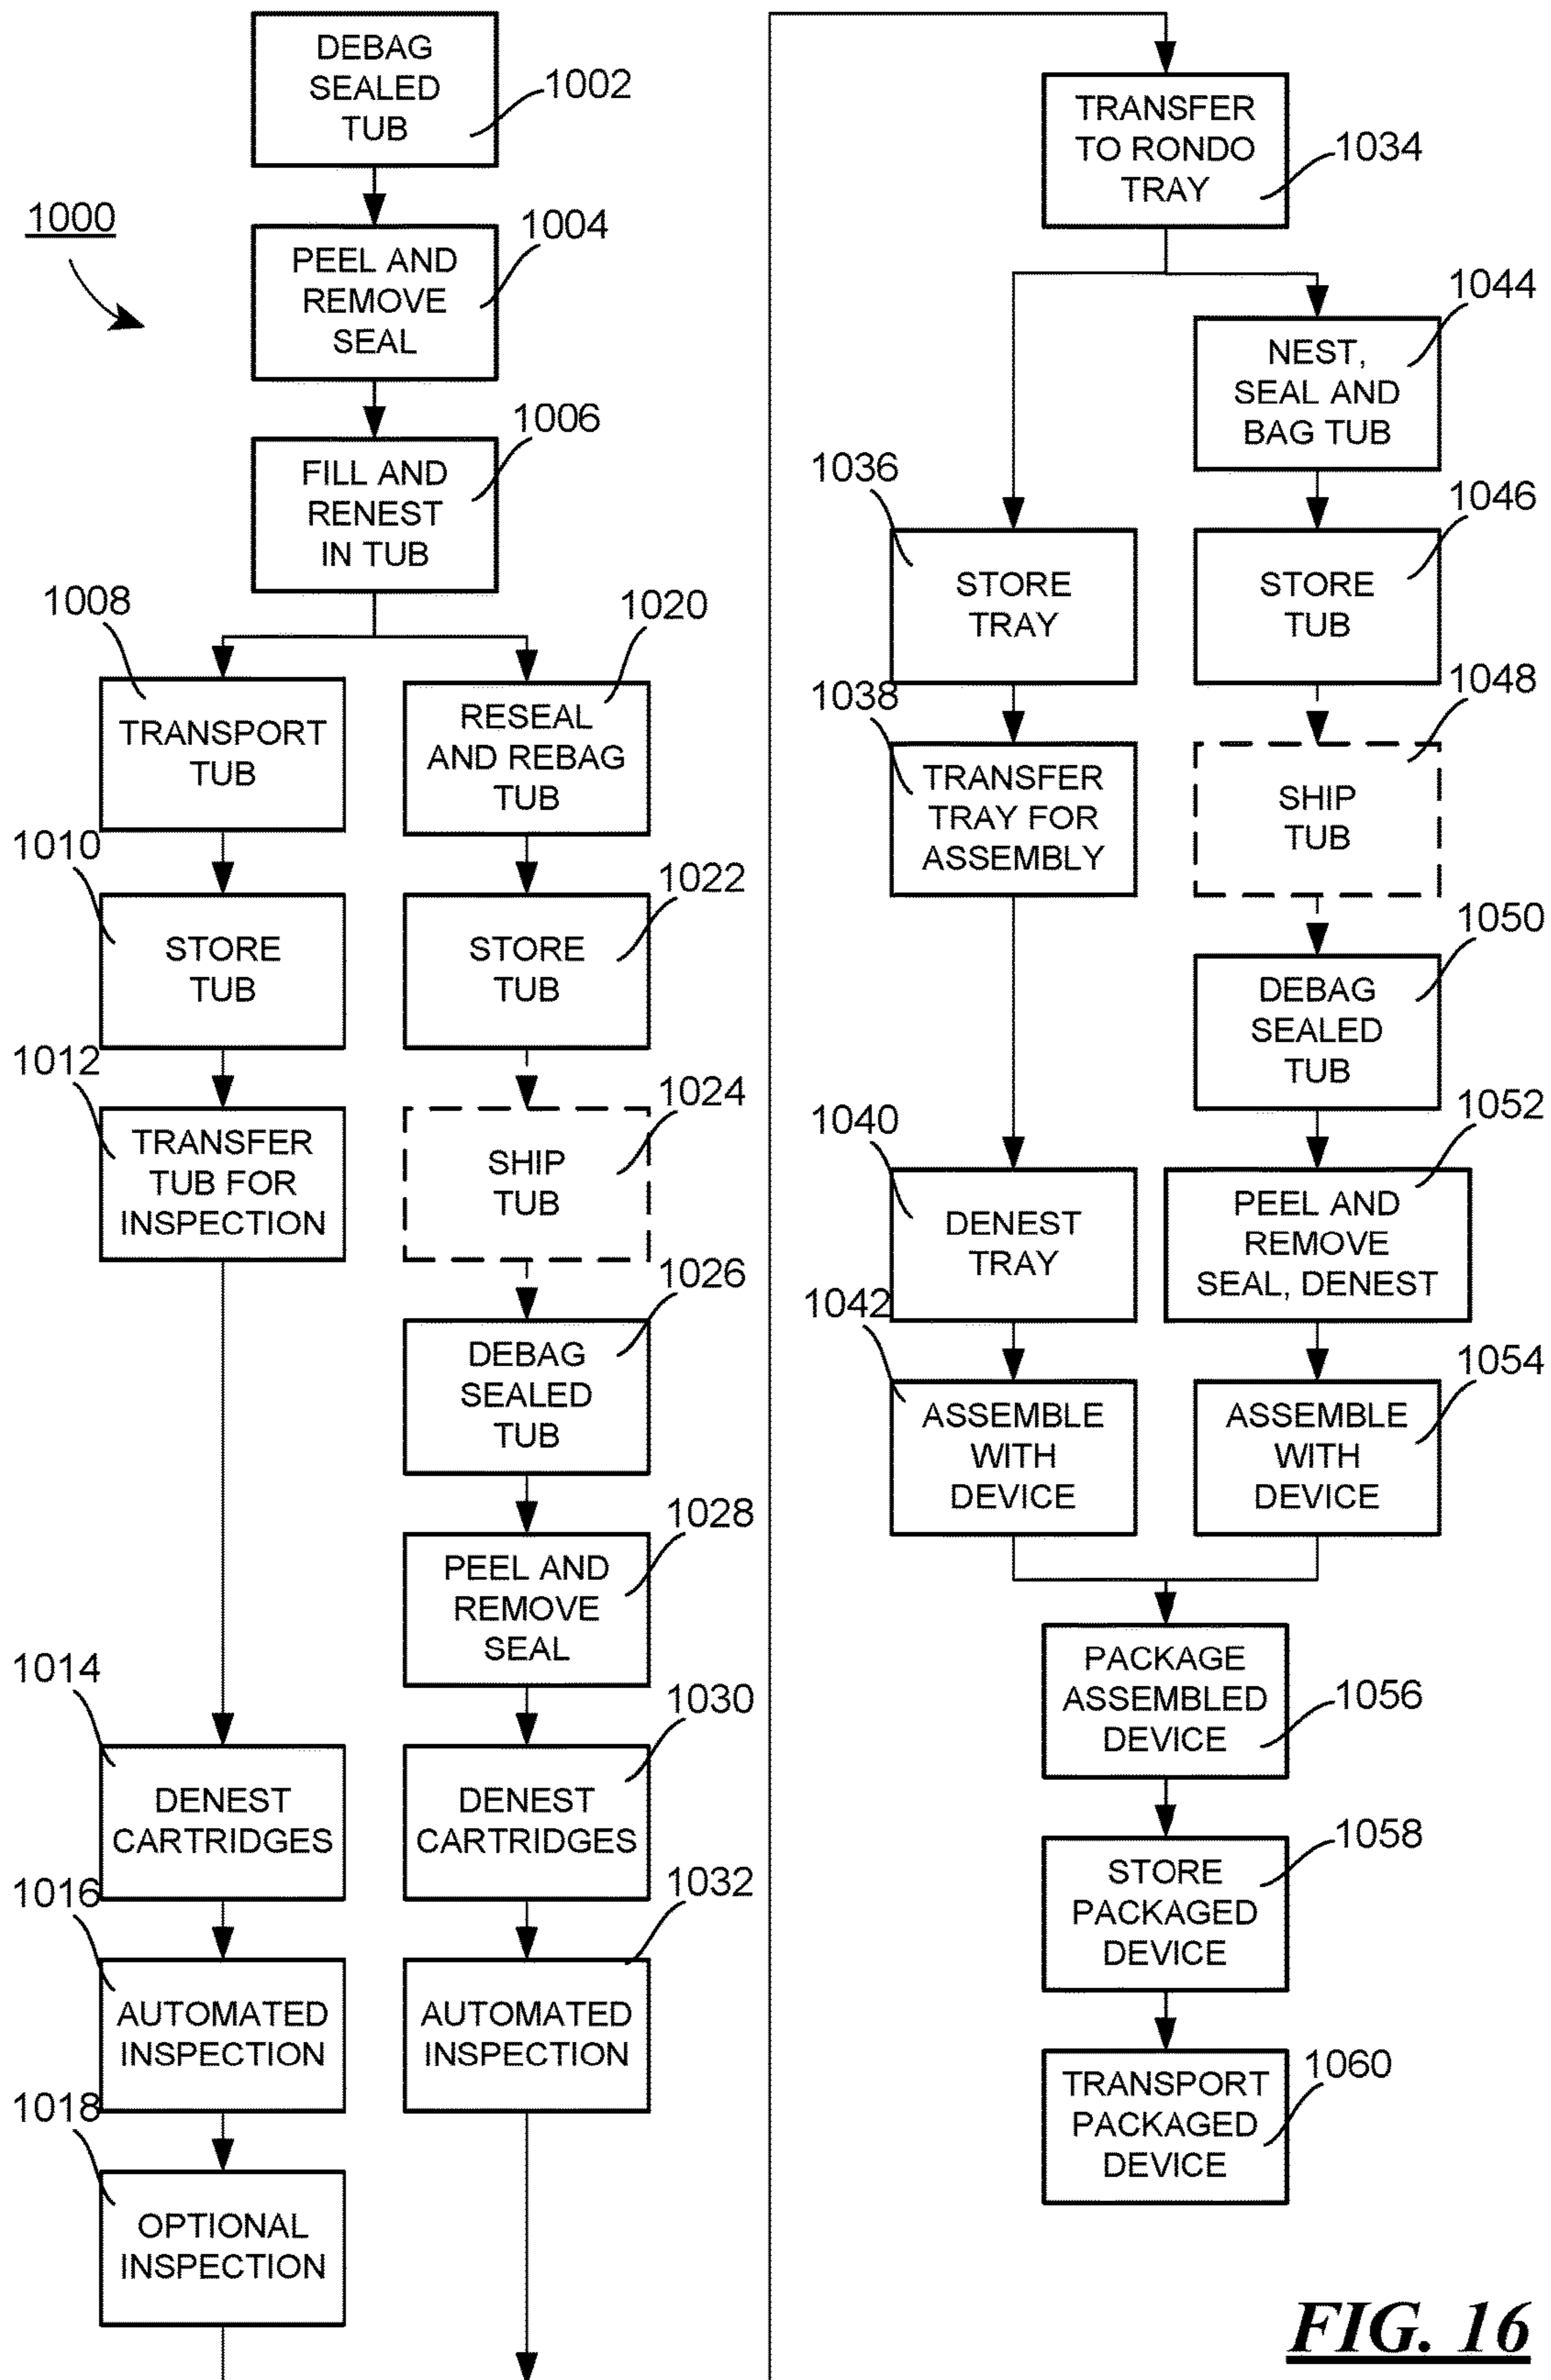 DEBAG
SEALED
TUB
1002
1000
PEEL AND
REMOVE
SEAL
1004
FILL AND
RENEST
IN TUB
1006
1008
TRANSPORT
TUB
1010
STORE
TUB
1012
TRANSFER
TUB FOR
INSPECTION
1014
DENEST
CARTRIDGES
1016
AUTOMATED
INSPECTION
1018
OPTIONAL
INSPECTION
1020
RESEAL
AND REBAG
TUB
1022
STORE
TUB
1024
SHIP
TUB
1026
DEBAG
SEALED
TUB
1028
PEEL AND
REMOVE
SEAL
1030
DENEST
CARTRIDGES
1032
AUTOMATED
INSPECTION
TRANSFER
TO RONDO
TRAY
1034
1036
STORE
TRAY
1038
TRANSFER
TRAY FOR
ASSEMBLY
1040
DENEST
TRAY
1042
ASSEMBLE
WITH
DEVICE
1044
NEST,
SEAL AND
BAG TUB
1046
STORE
TUB
1048
SHIP
TUB
1050
DEBAG
SEALED
TUB
1052
PEEL AND
REMOVE
SEAL, DENEST
1054
ASSEMBLE
WITH
DEVICE
PACKAGE
ASSEMBLED
DEVICE
1056
STORE
PACKAGED
DEVICE
1058
TRANSPORT
PACKAGED
DEVICE
1060
FIG. 16